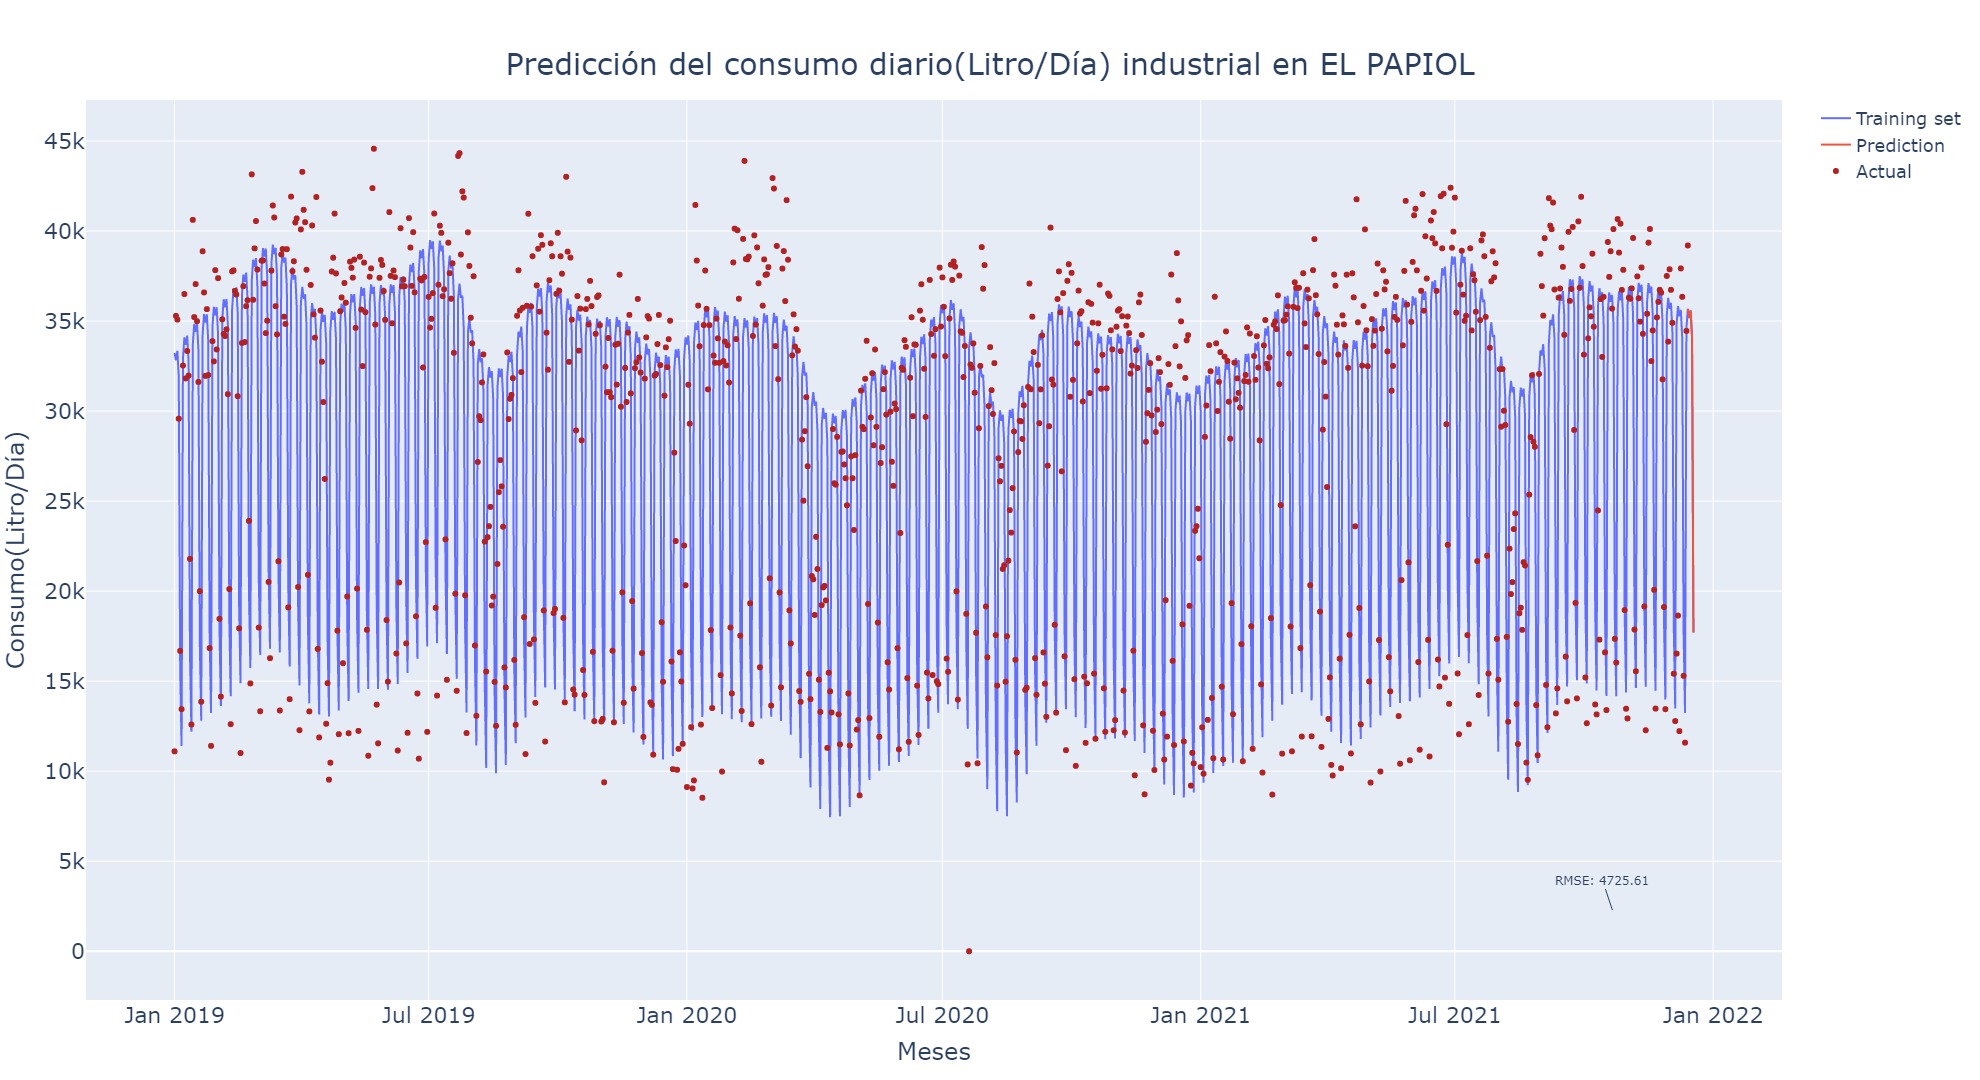 Predicción del consumo diario(Litro/Día) industrial en EL PAPIOL
Training set
Prediction
Actual
45k
40k
35k
30k
25k
20k
15k
10k
5k
0
Consumo(Litro/Día)
RMSE: 4725.61
Jan 2019
Jul 2019
Jan 2020
Jul 2020
Jan 2021
Jul 2021
Jan 2022
Meses